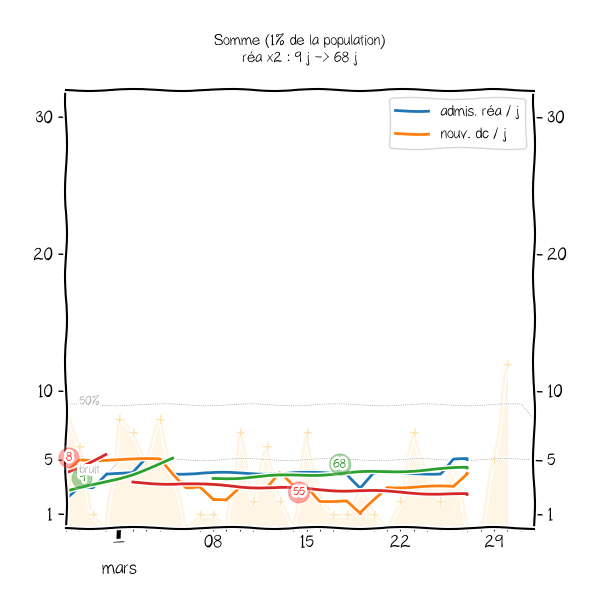 Somme (1% de la population)
réa x2 : 9 j -> 68 j
admis. réa / j
nouv. dc / j
30 30
20 20
10 10
50%
68
8
5 5
bruit
55
1 1
1 08 15 22 29
mars